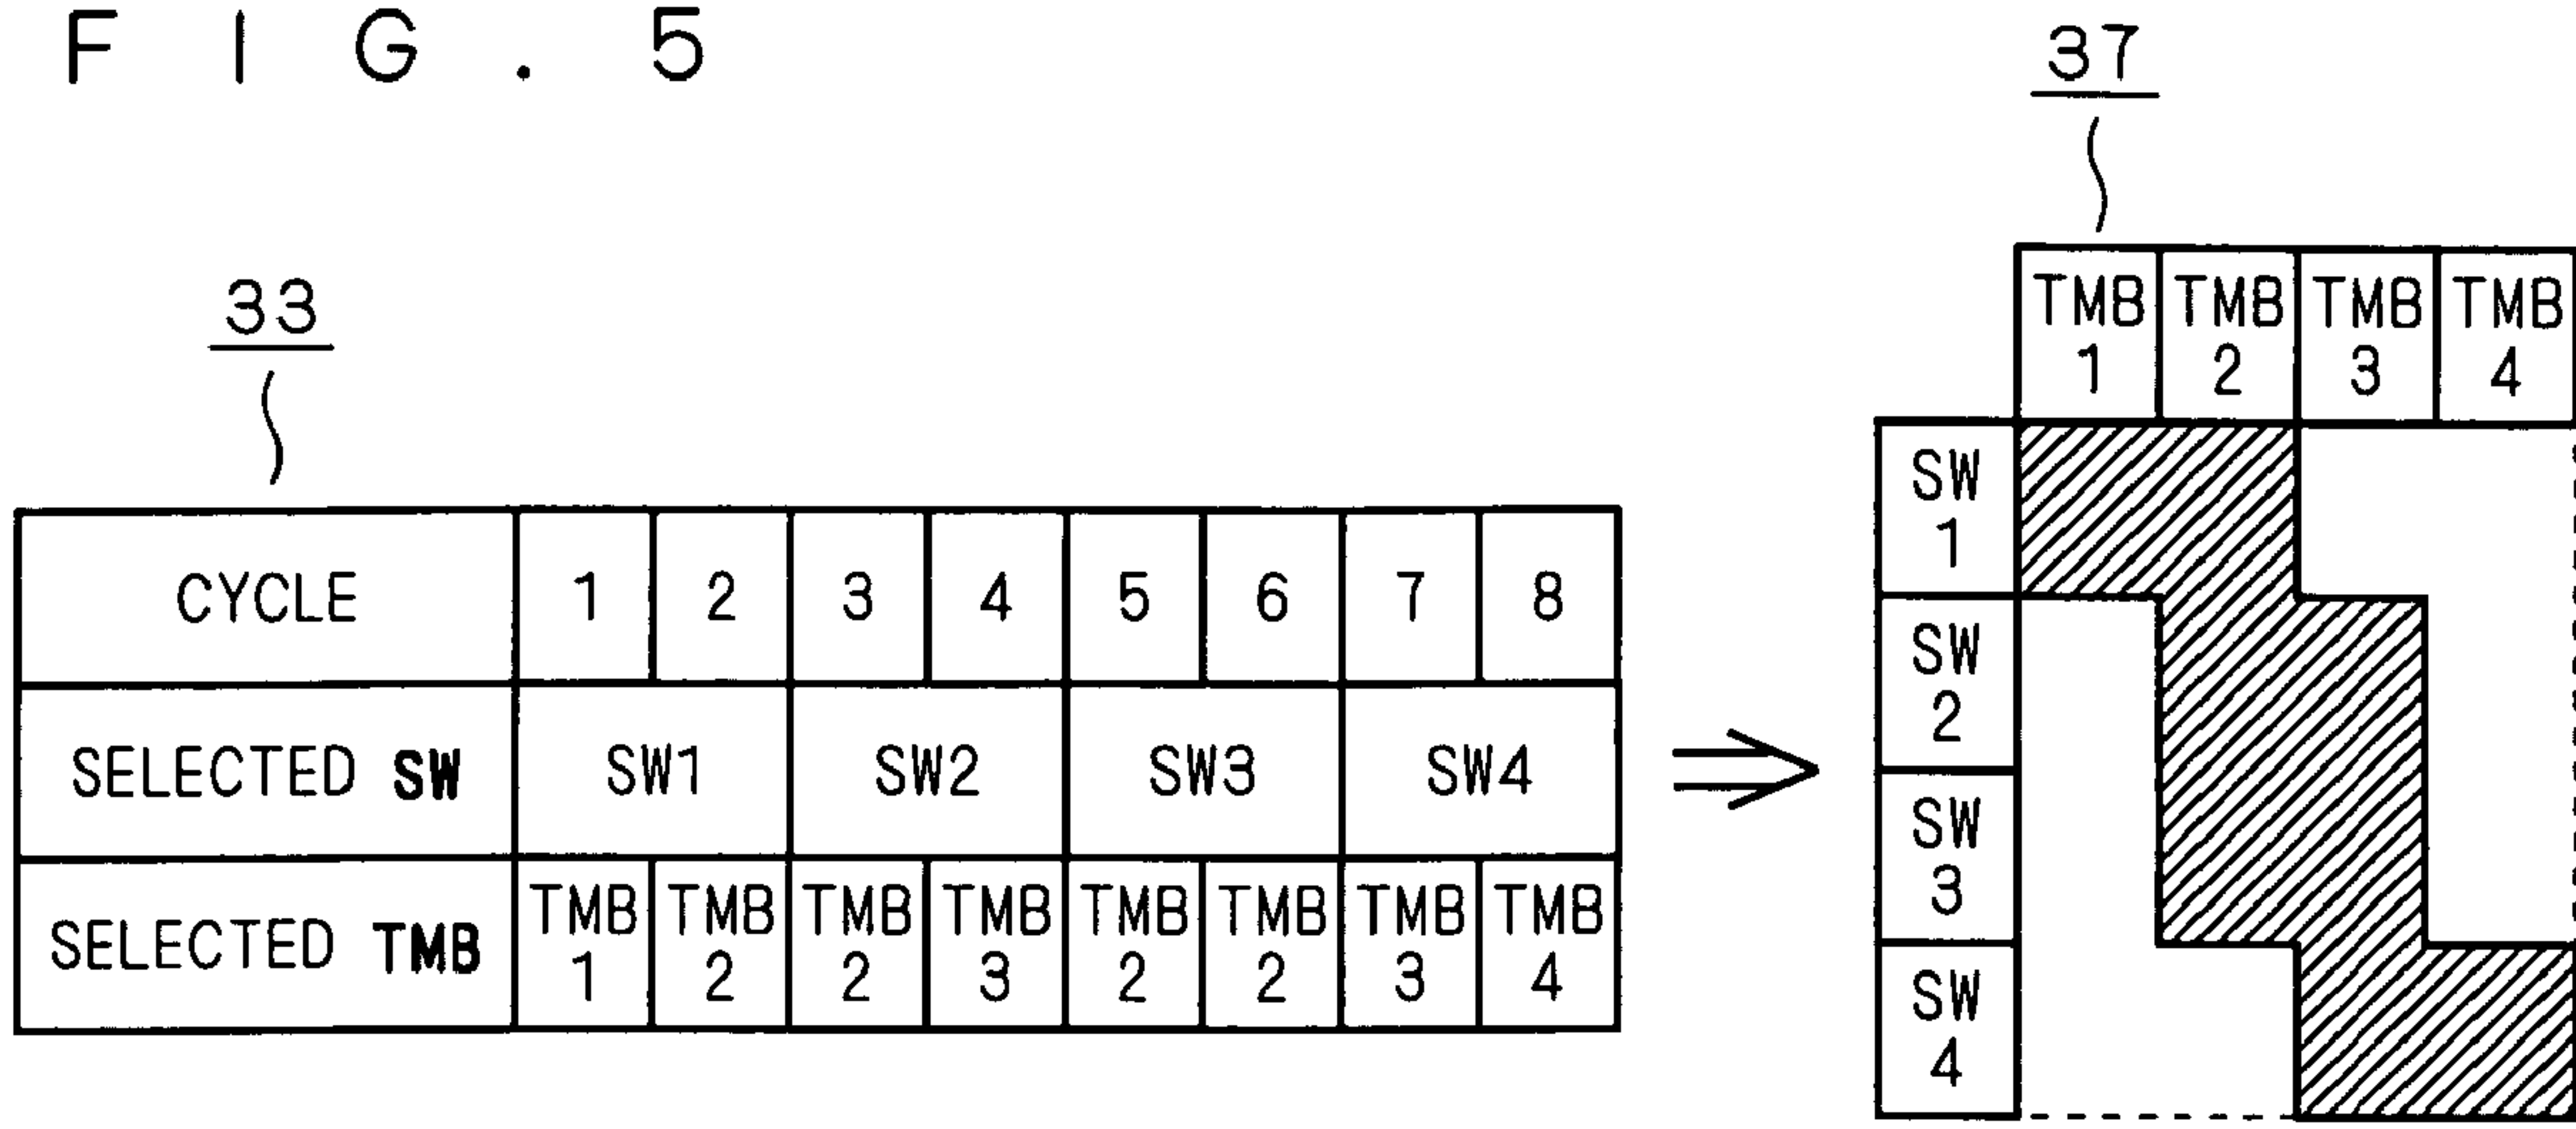 FIG. 5
37
33
TMB 1 TMB 2 TMB 3 TMB 4
SW 1
SW 2
SW 3
SW 4
CYCLE 1 2 3 4 5 6 7 8
SELECTED SW SW1 SW2 SW3 SW4
SELECTED TMB TMB 1 TMB 2 TMB 2 TMB 3 TMB 2 TMB 2 TMB 3 TMB 4